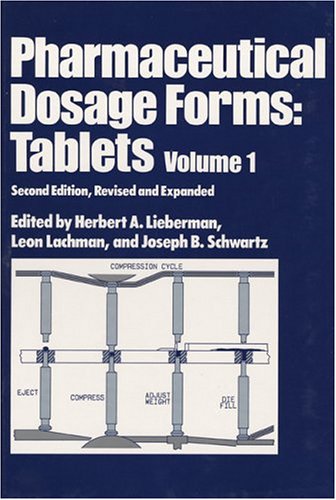 Pharmaceutical
Dosage Forms:
Tablets Volume 1
Second Edition, Revised and Expanded
Edited by Herbert A. Lieberman,
Leon Lachman, and Joseph B. Schwartz
COMPRESSION CYCLE
EJECT
COMPRESS
ADJUST
WEIGHT
DIE
FILL